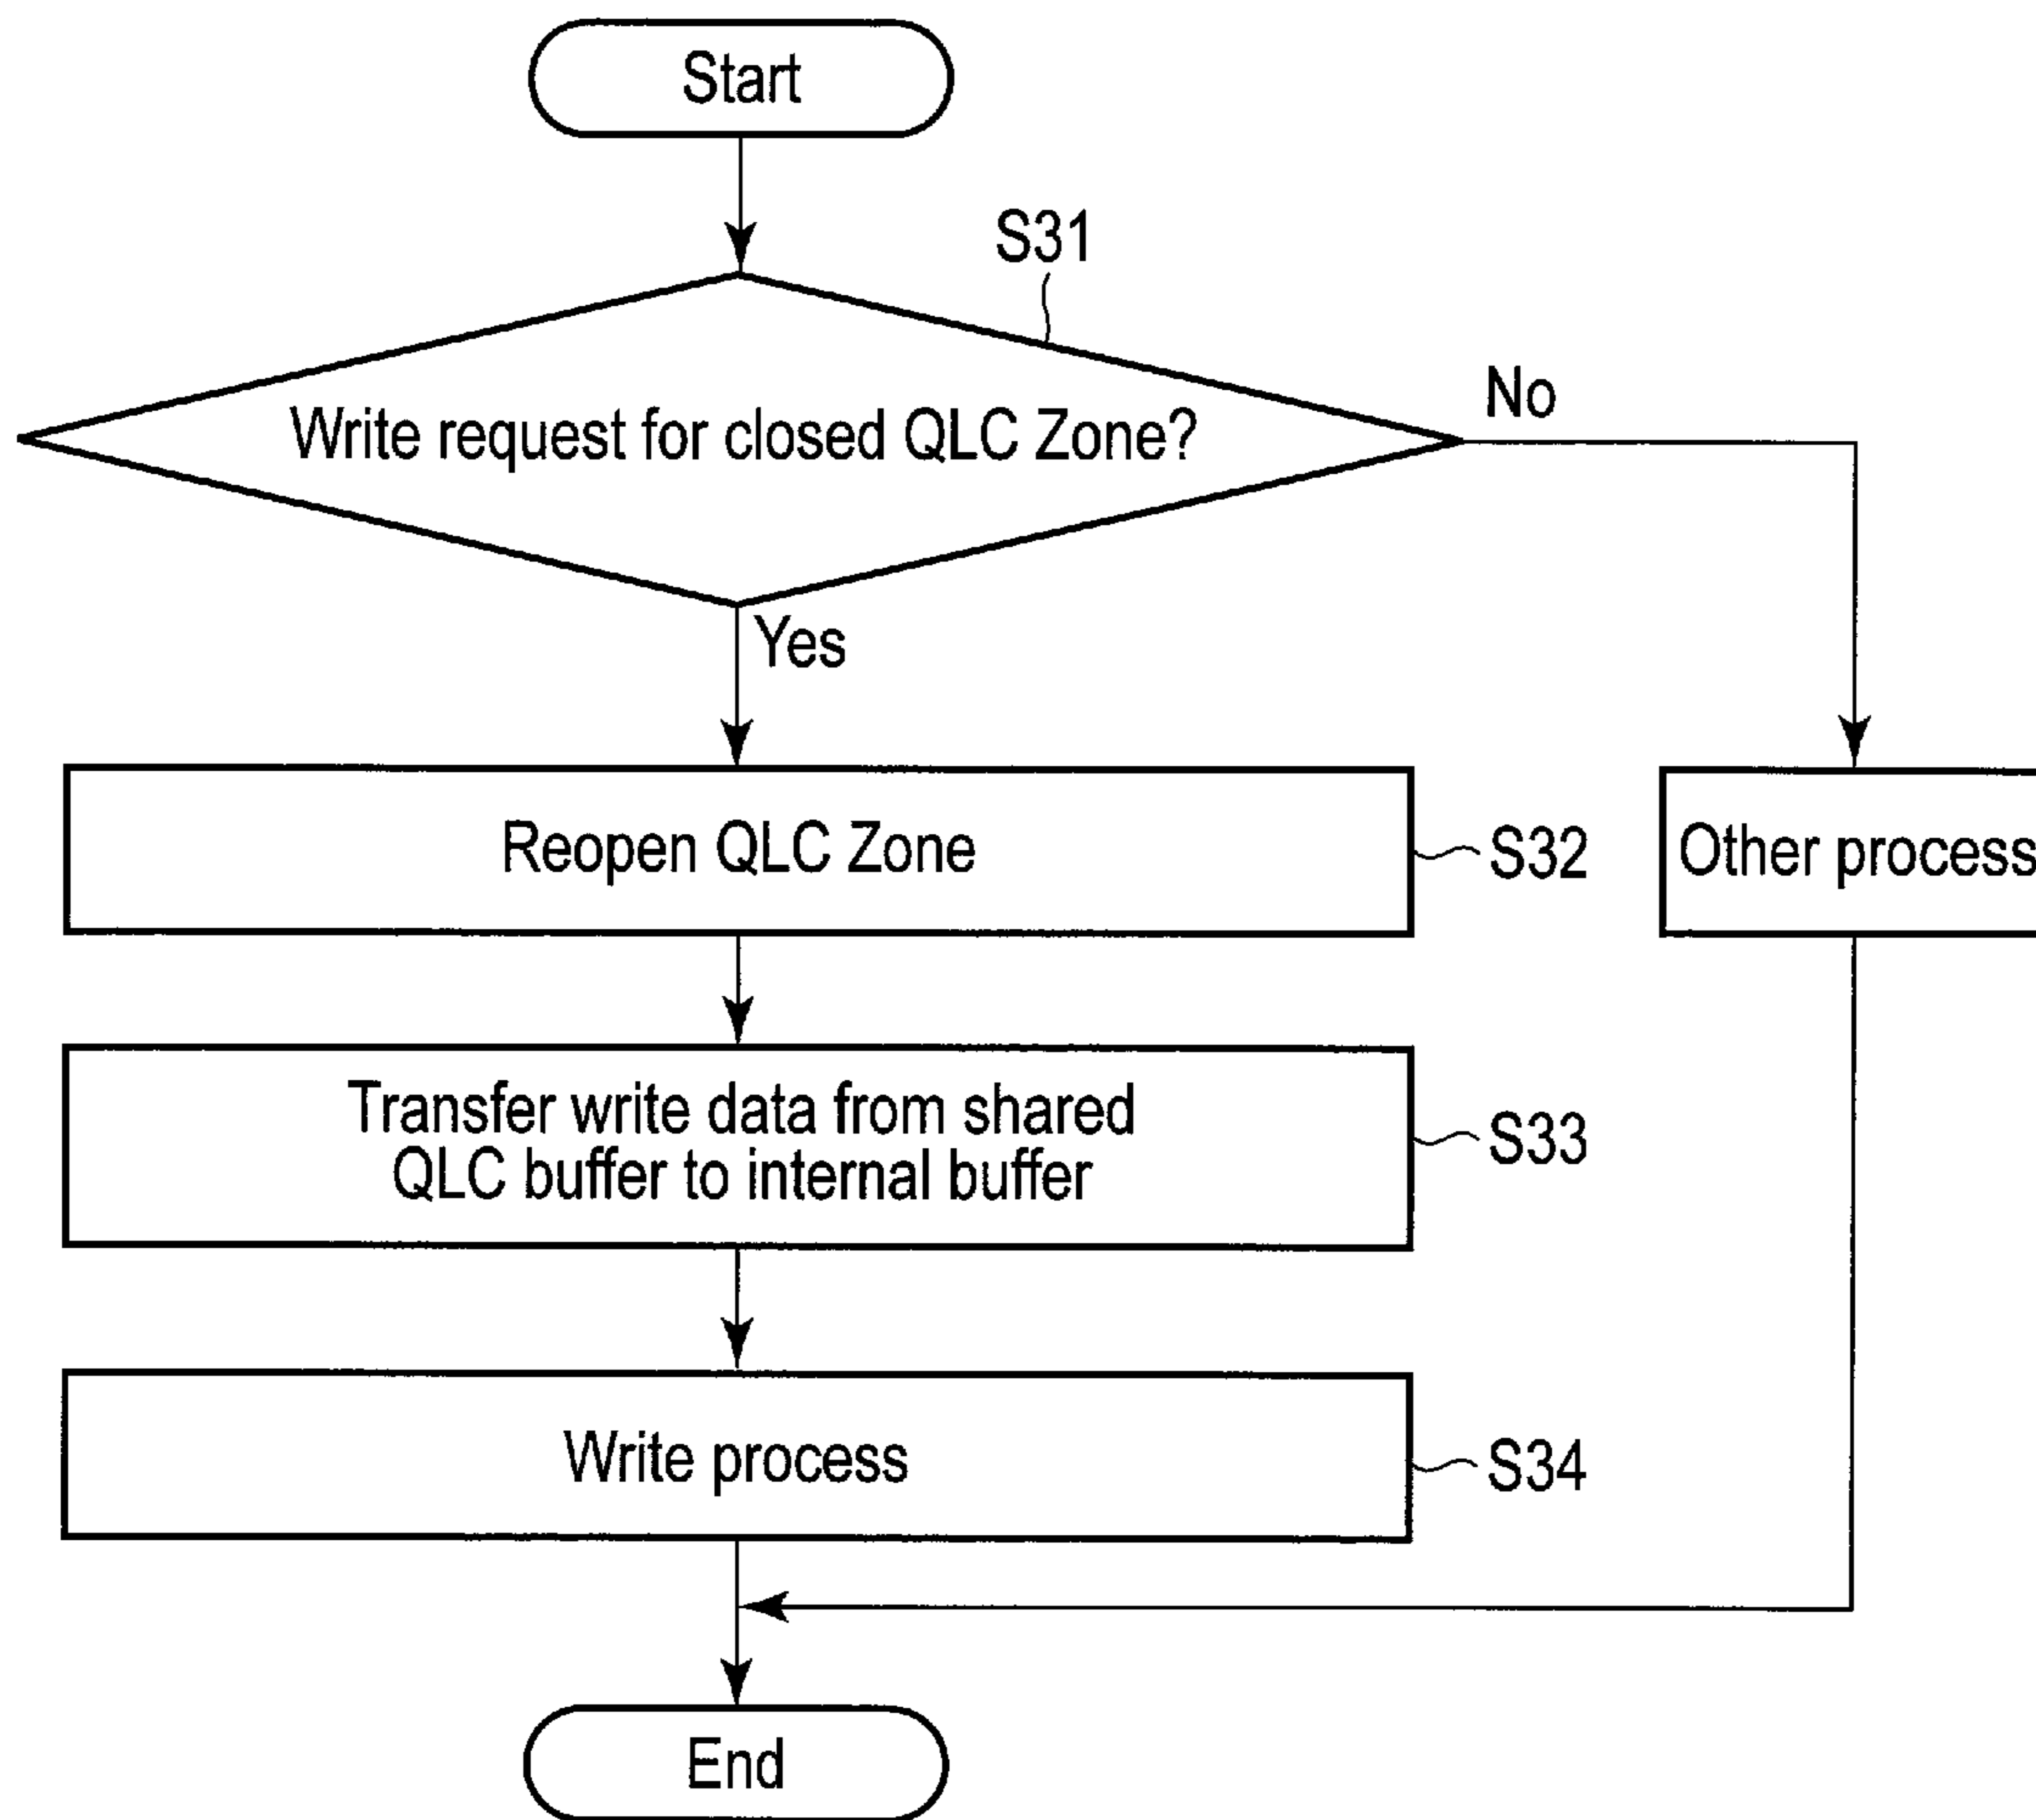 Start
S31
Write request for closed QLC Zone?
No
Yes
Reopen QLC Zone
S32
Other process
Transfer write data from shared
QLC buffer to internal buffer
S33
Write process
S34
End